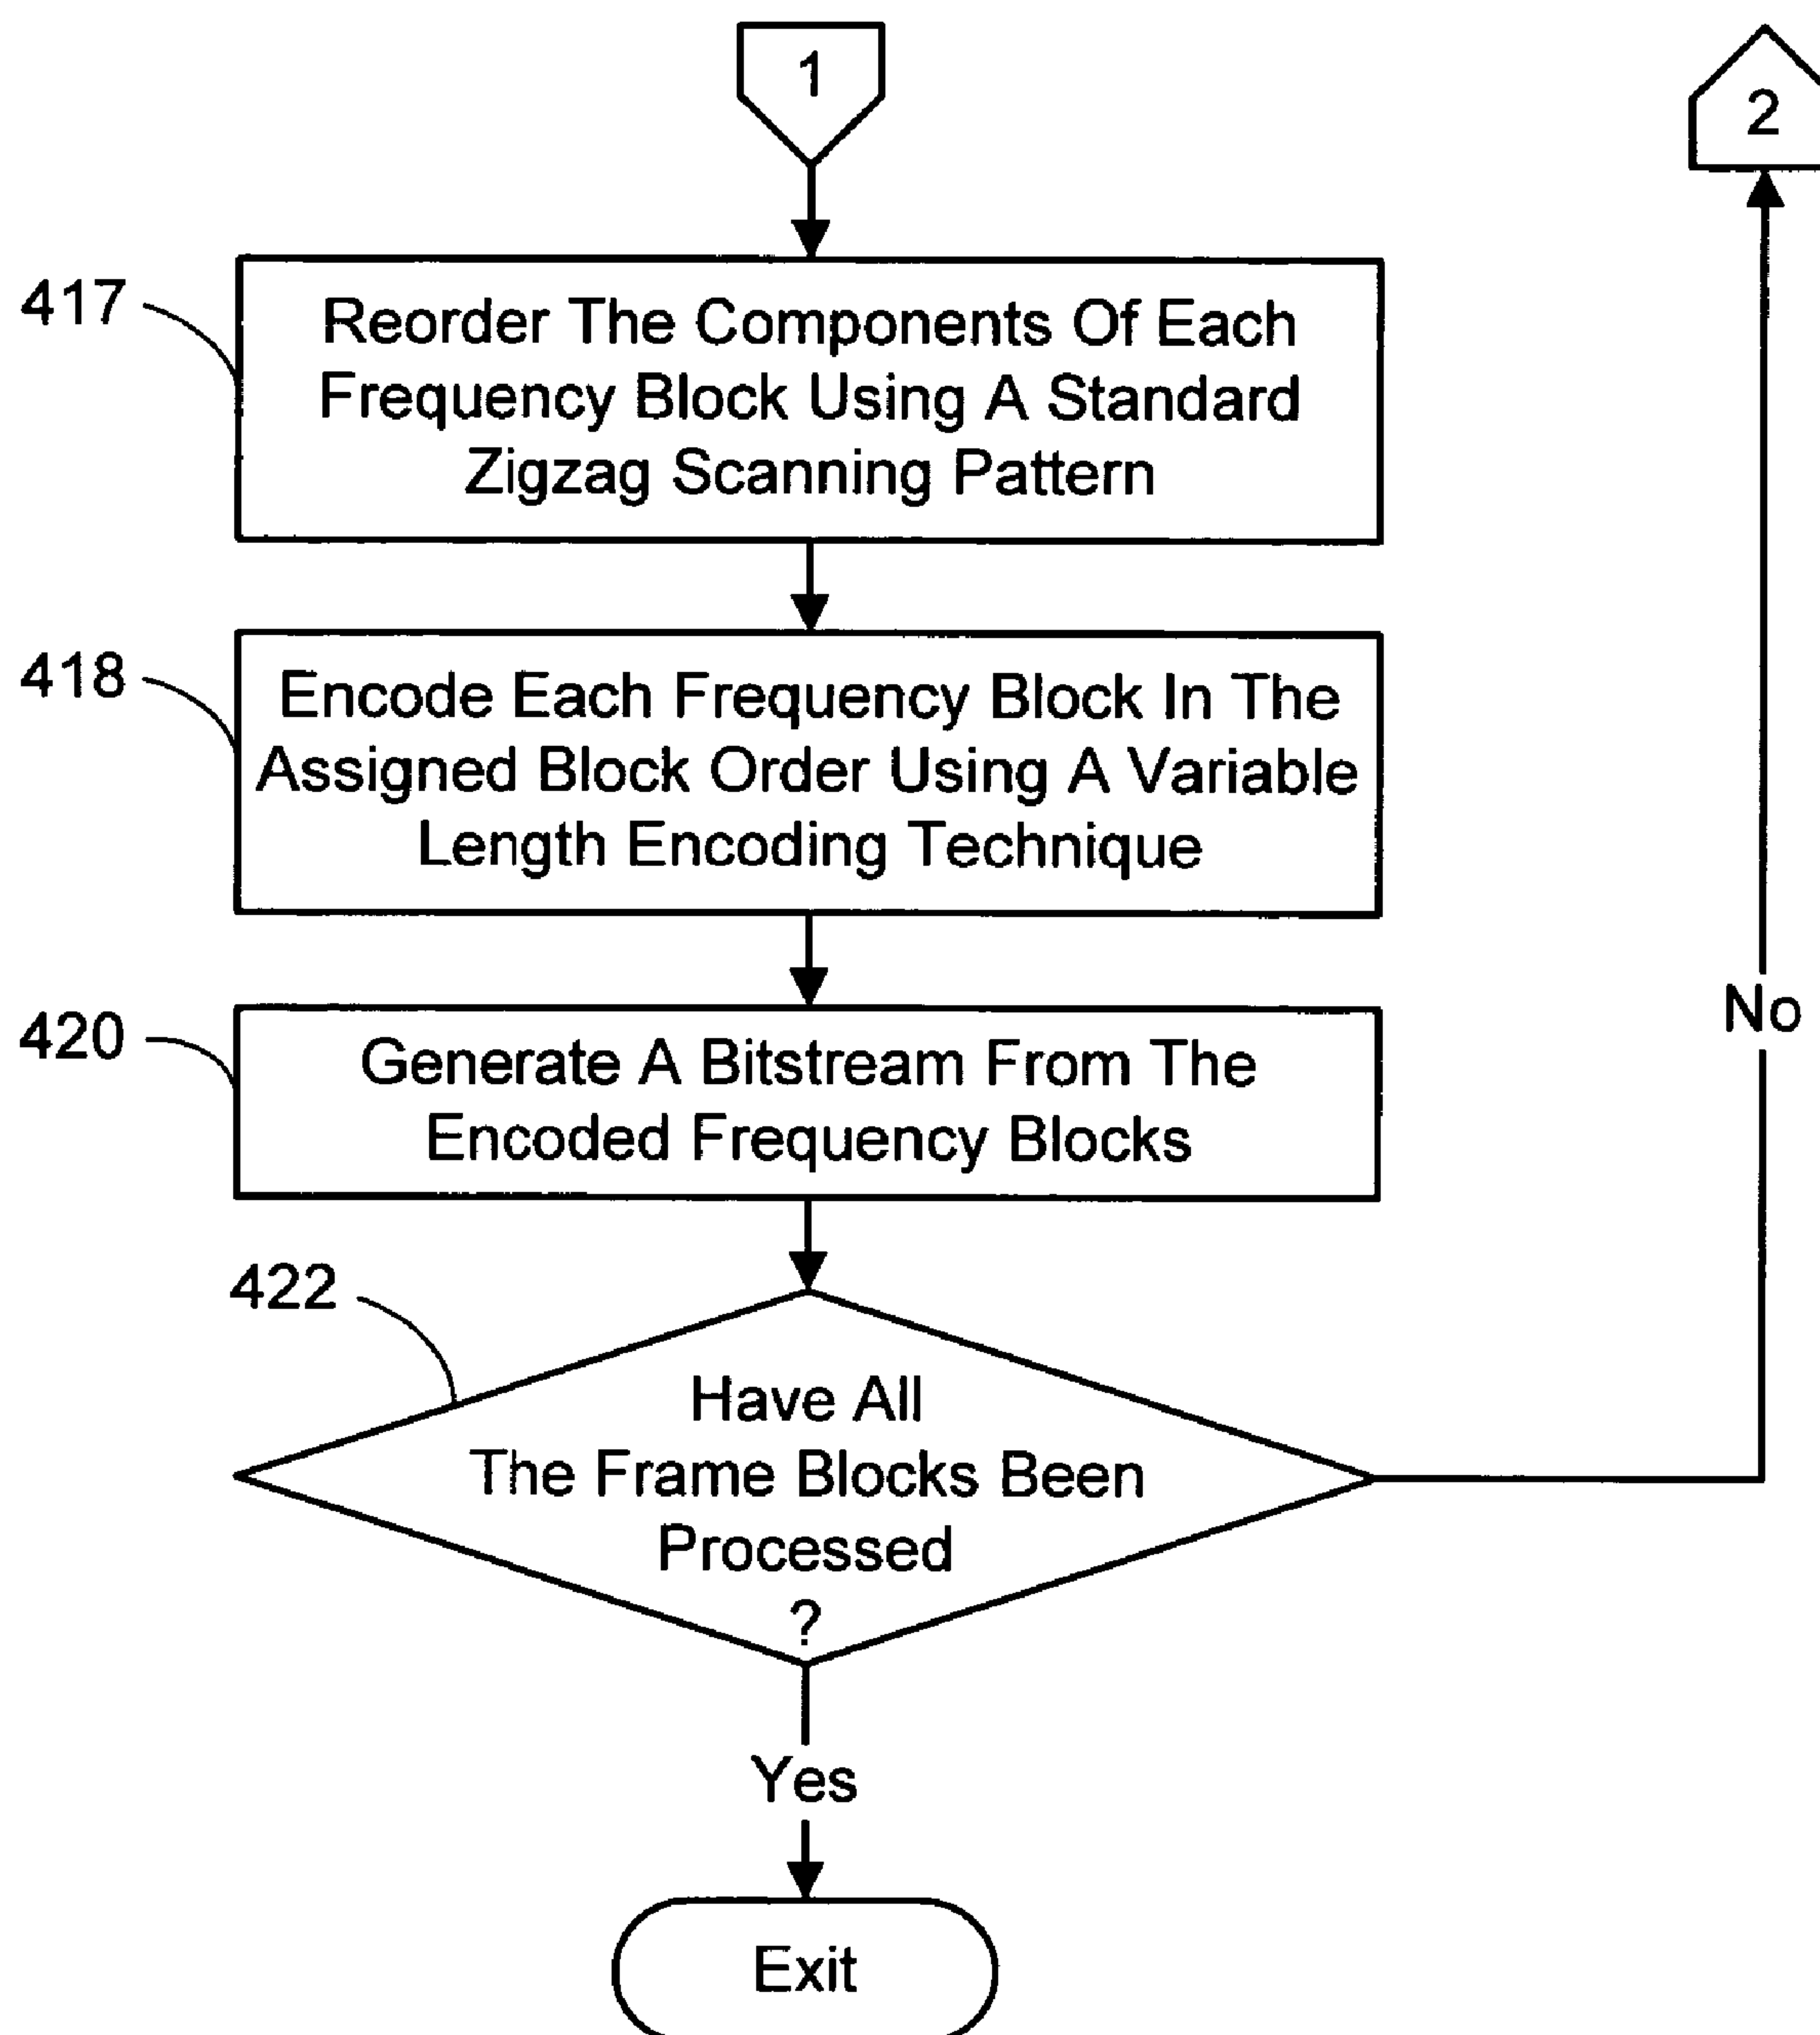 1
2
417
Reorder The Components Of Each
Frequency Block Using A Standard
Zigzag Scanning Pattern
418
Encode Each Frequency Block In The
Assigned Block Order Using A Variable
Length Encoding Technique
420
Generate A Bitstream From The
Encoded Frequency Blocks
No
422
Have All
The Frame Blocks Been
Processed
?
Yes
Exit